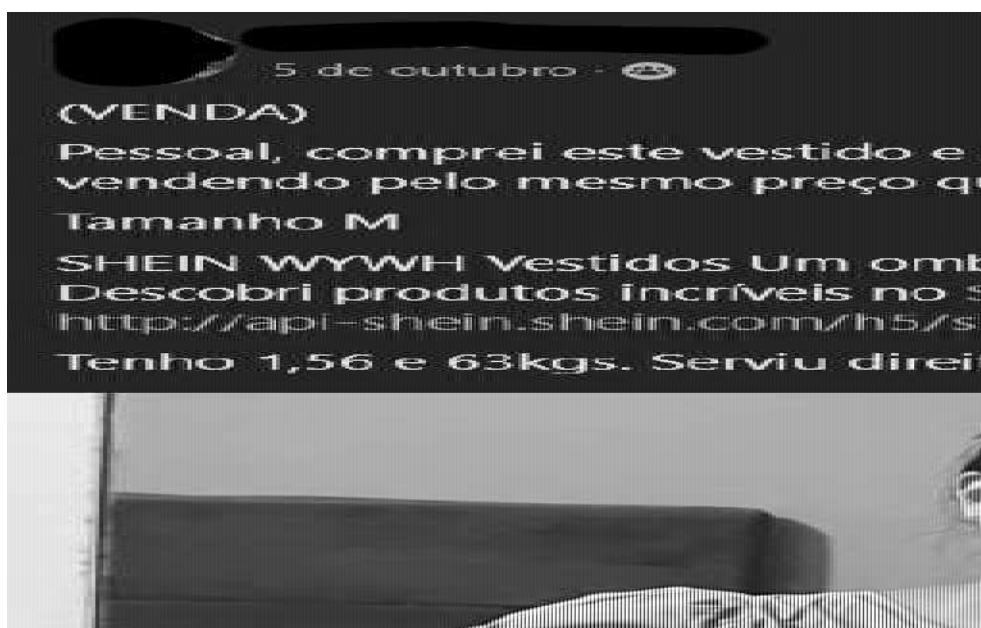 5 de outubro ·
(VENDA)
Pessoal, comprei este vestido e
vendendo pelo mesmo preço qu
Tamanho M
SHEIN WYWH Vestidos Um omb
Descobri produtos incríveis no S
http://api-shein.shein.com/h5/s
Tenho 1,56 e 63kgs. Serviu direi